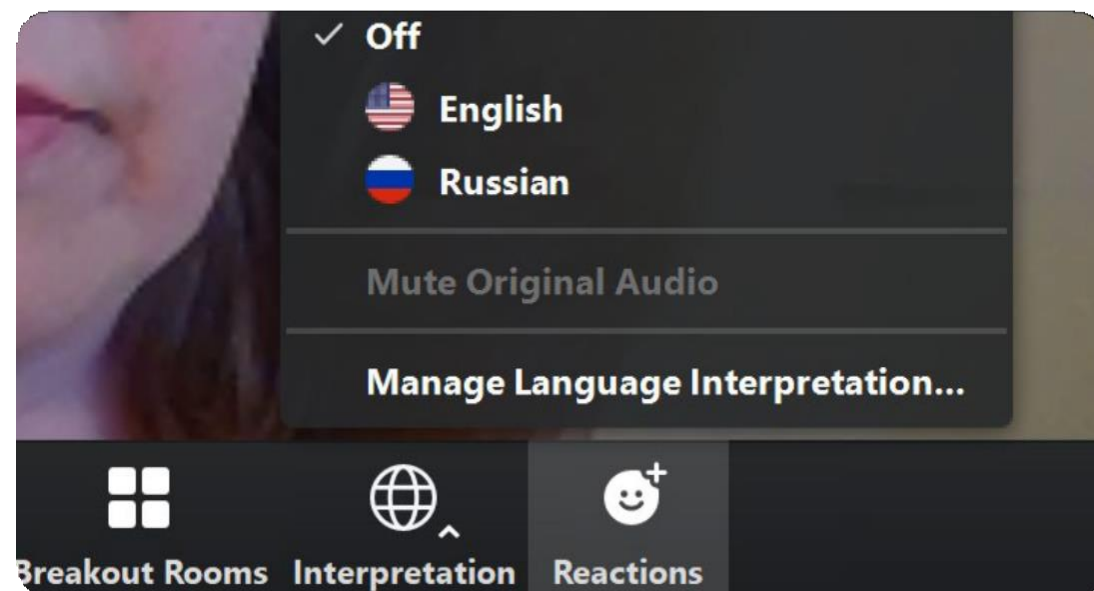 Off
English
Russian
Mute Original Audio
Manage Language Interpretation...
Breakout Rooms Interpretation Reactions